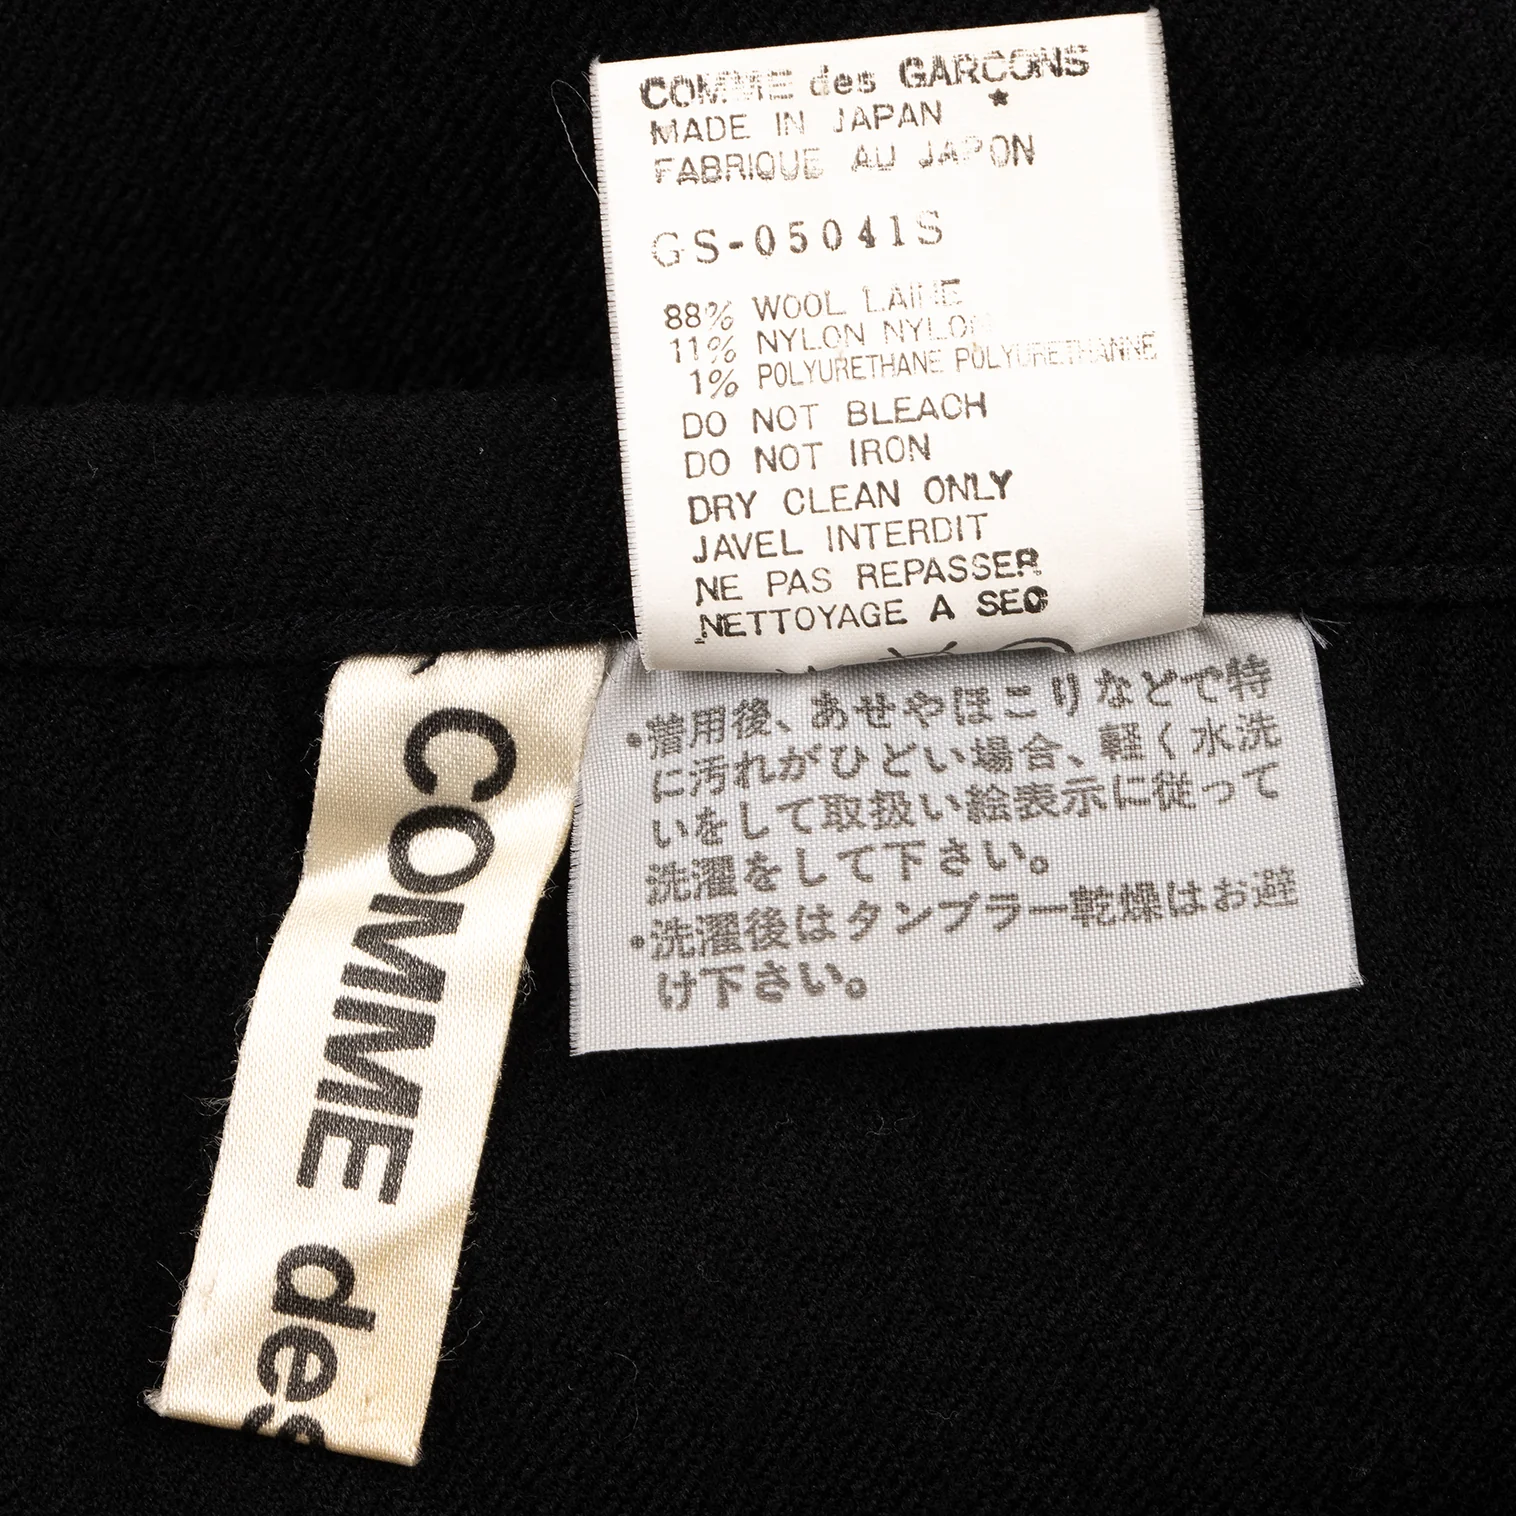 COMME des GARÇONS
★
MADE IN JAPAN
FABRIQUE AU JAPON
GS-05041S
88% WOOL LAINE
11% NYLON NYLON
1% POLYURETHANE POLYURETHANNE
DO NOT BLEACH
DO NOT IRON
DRY CLEAN ONLY
JAVEL INTERDIT
NE PAS REPASSER
NETTOYAGE A SEC
・着用後、あせやほこりなどで特
に汚れがひどい場合、軽く水洗
いをして取扱い絵表示に従って
洗濯をして下さい。
・洗濯後はタンブラー乾燥はお避
け下さい。
COMME des